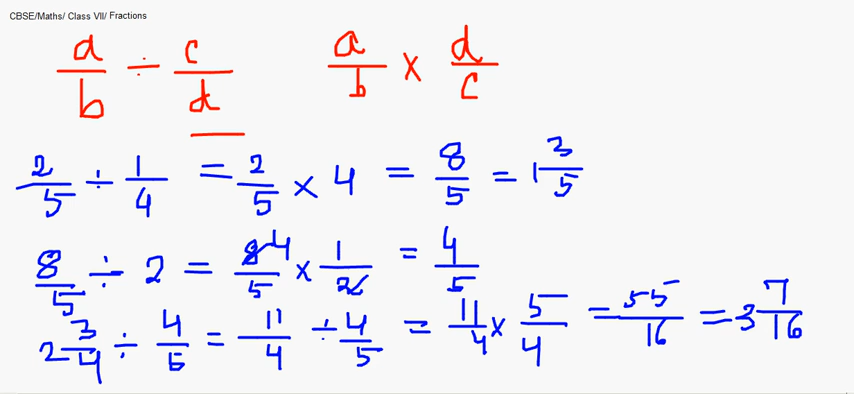 CBSE/Maths/ Class VII/ Fractions
a/b ÷ c/d a/b × d/c
2/5 ÷ 1/4 = 2/5 × 4 = 8/5 = 1 3/5
8/5 ÷ 2 = 8 4/5 × 1/2 = 4/5
2 3/4 ÷ 4/5 = 11/4 ÷ 4/5 = 11/4 × 5/4 = 55/16 = 3 7/16